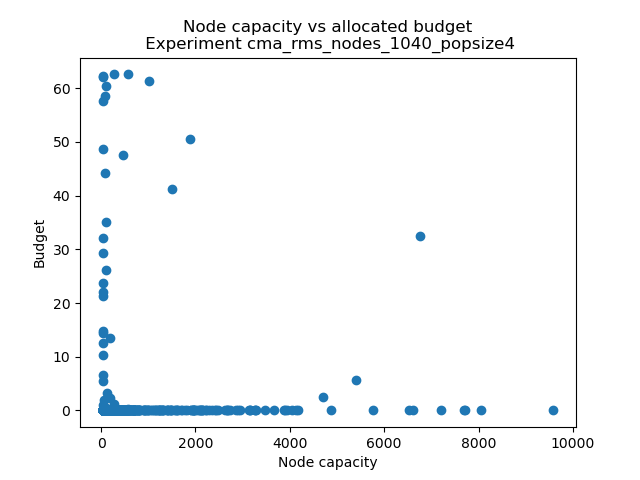 Node capacity vs allocated budget
Experiment cma_rms_nodes_1040_popsize4
60
50
40
30
20
10
0
Budget
0 2000 4000 6000 8000 10000
Node capacity